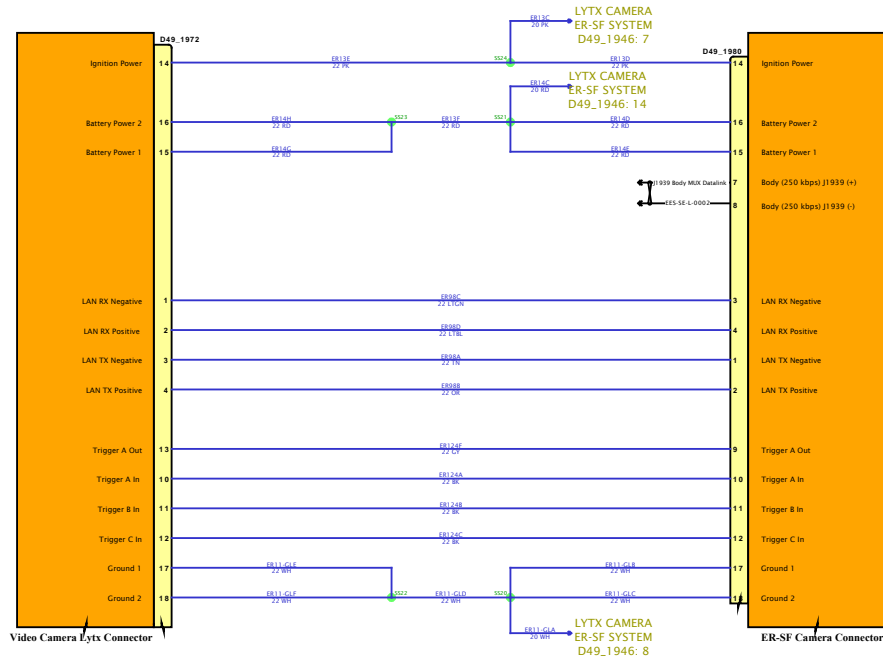 LYTX CAMERA
ER-SF SYSTEM
D49_1946: 7
ER13C
20 PK
D49_1972
D49_1980
Ignition Power
14
ER13E
22 PK
SS24
ER13D
22 PK
14
Ignition Power
LYTX CAMERA
ER-SF SYSTEM
D49_1946: 14
ER14C
20 RD
Battery Power 2
16
ER14H
22 RD
SS23
ER13F
22 RD
SS21
ER14D
22 RD
16
Battery Power 2
Battery Power 1
15
ER14G
22 RD
ER14E
22 RD
15
Battery Power 1
J1939 Body MUX Datalink
7
Body (250 kbps) J1939 (+)
EES-SE-L-0002
8
Body (250 kbps) J1939 (-)
LAN RX Negative
1
ER98C
22 LTGN
3
LAN RX Negative
LAN RX Positive
2
ER98D
22 LTBL
4
LAN RX Positive
LAN TX Negative
3
ER98A
22 TN
1
LAN TX Negative
LAN TX Positive
4
ER98B
22 OR
2
LAN TX Positive
Trigger A Out
13
ER124F
22 GY
9
Trigger A Out
Trigger A In
10
ER124A
22 BK
10
Trigger A In
Trigger B In
11
ER124B
22 BK
11
Trigger B In
Trigger C In
12
ER124C
22 BK
12
Trigger C In
Ground 1
17
ER11-GLE
22 WH
ER11-GLB
22 WH
17
Ground 1
Ground 2
18
ER11-GLF
22 WH
SS22
ER11-GLD
22 WH
SS20
ER11-GLC
22 WH
18
Ground 2
ER11-GLA
20 WH
LYTX CAMERA
ER-SF SYSTEM
D49_1946: 8
Video Camera Lytx Connector
ER-SF Camera Connector